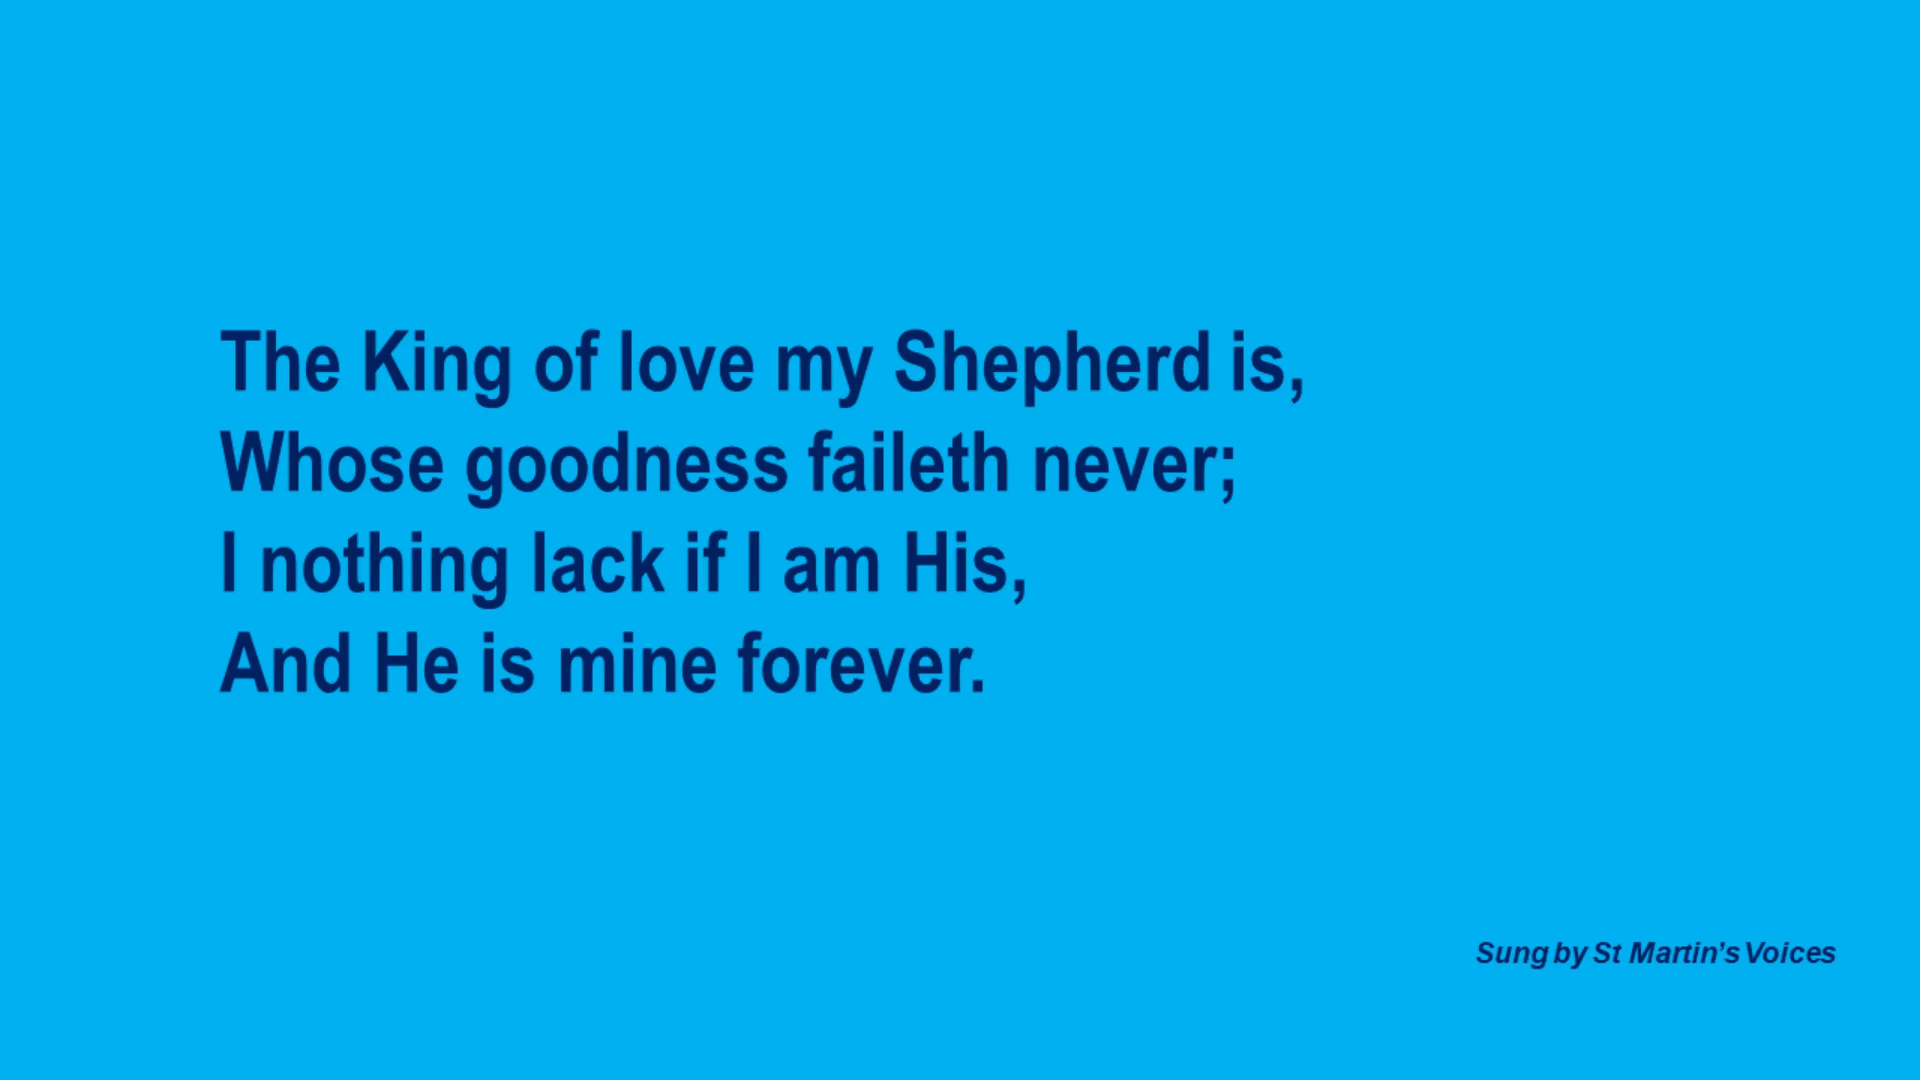 The King of love my Shepherd is,
Whose goodness faileth never;
I nothing lack if I am His,
And He is mine forever.
Sung by St Martin’s Voices